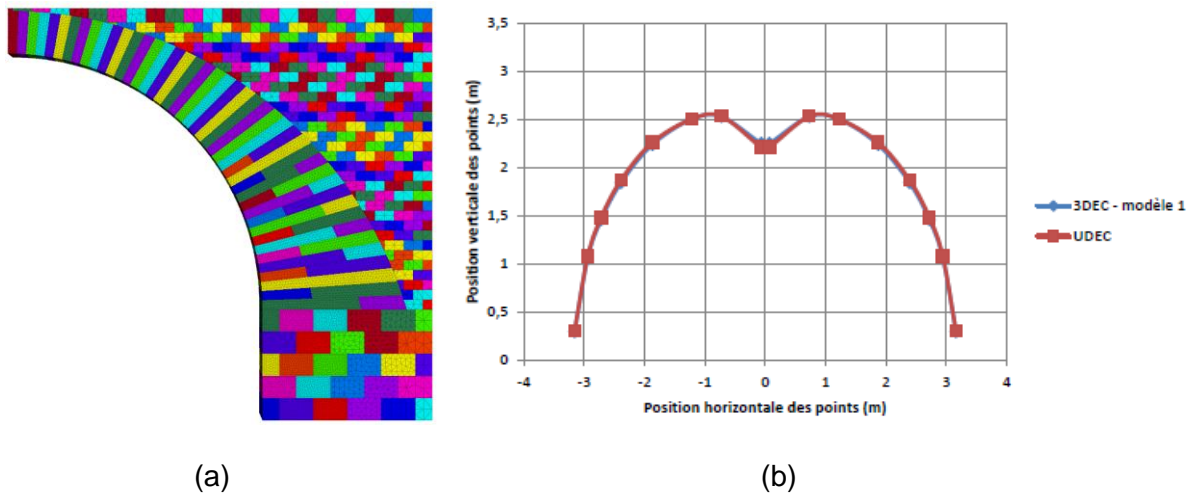 3,5
3
2,5
2
1,5
1
0,5
0
-4 -3 -2 -1 0 1 2 3 4
Position verticale des points (m)
Position horizontale des points (m)
3DEC - modèle 1
UDEC
(a) (b)